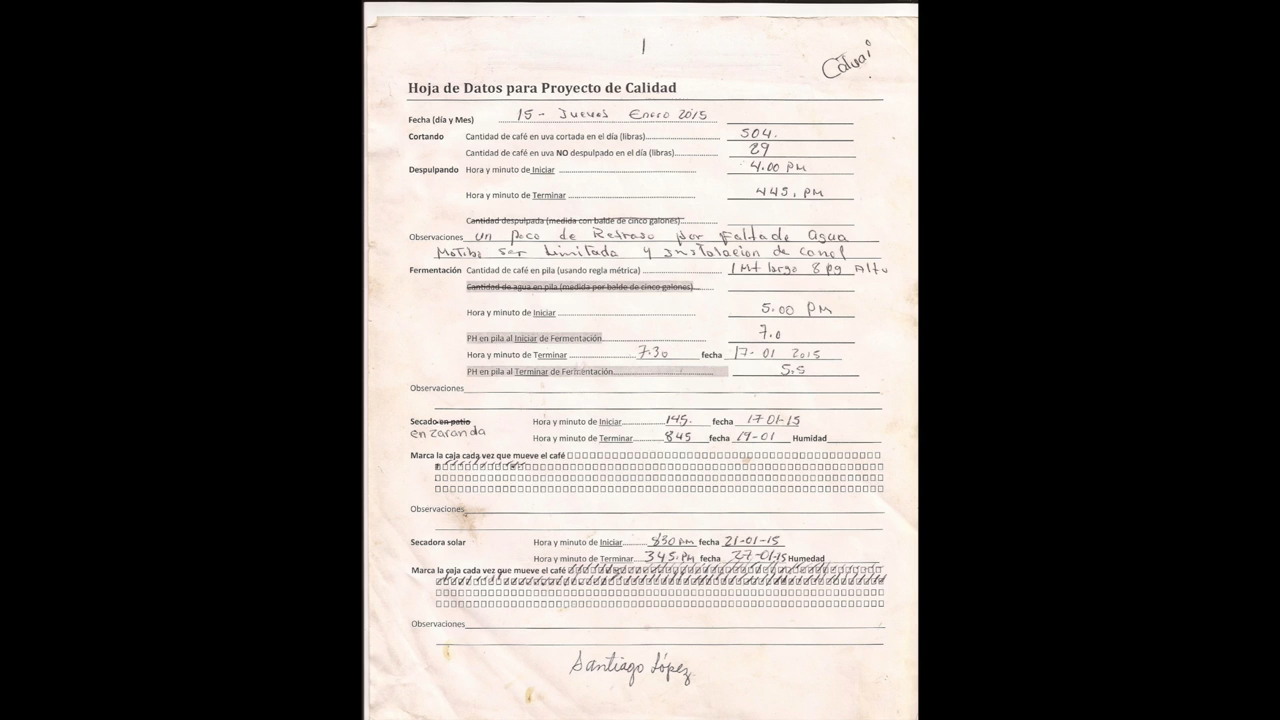 1
Catuai
Hoja de Datos para Proyecto de Calidad
Fecha (día y Mes) 15 - Jueves Enero 2015
Cortando Cantidad de café en uva cortada en el día (libras) 504.
Cantidad de café en uva NO despulpado en el día (libras) 29
Despulpando Hora y minuto de Iniciar 4.00 PM
Hora y minuto de Terminar 445. PM
Cantidad despulpada (medida con balde de cinco galones)
Observaciones un poco de Retraso por Falta de Agua
Motibo ser Limitada y Instalacion de canel
Fermentación Cantidad de café en pila (usando regla métrica) 1 Mt largo 8 pg Alto
Cantidad de agua en pila (medida por balde de cinco galones)
Hora y minuto de Iniciar 5.00 PM
PH en pila al Iniciar de Fermentación 7.0
Hora y minuto de Terminar 7.30 fecha 17-01 2015
PH en pila al Terminar de Fermentación 5.5
Observaciones
Secado en patio Hora y minuto de Iniciar 145. fecha 17-01-15
en Zaranda Hora y minuto de Terminar 845 fecha 19-01 Humidad
Marca la caja cada vez que mueve el café
Observaciones
Secadora solar Hora y minuto de Iniciar 830 PM fecha 21-01-15
Hora y minuto de Terminar 345. PM fecha 27-01-15 Humedad
Marca la caja cada vez que mueve el café
Observaciones
Santiago López